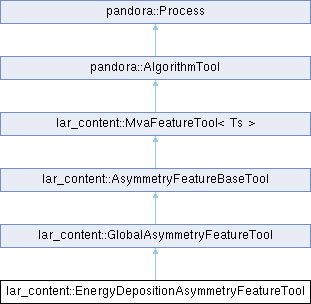 pandora::Process
pandora::AlgorithmTool
lar_content::MvaFeatureTool< Ts >
lar_content::AsymmetryFeatureBaseTool
lar_content::GlobalAsymmetryFeatureTool
lar_content::EnergyDepositionAsymmetryFeatureTool